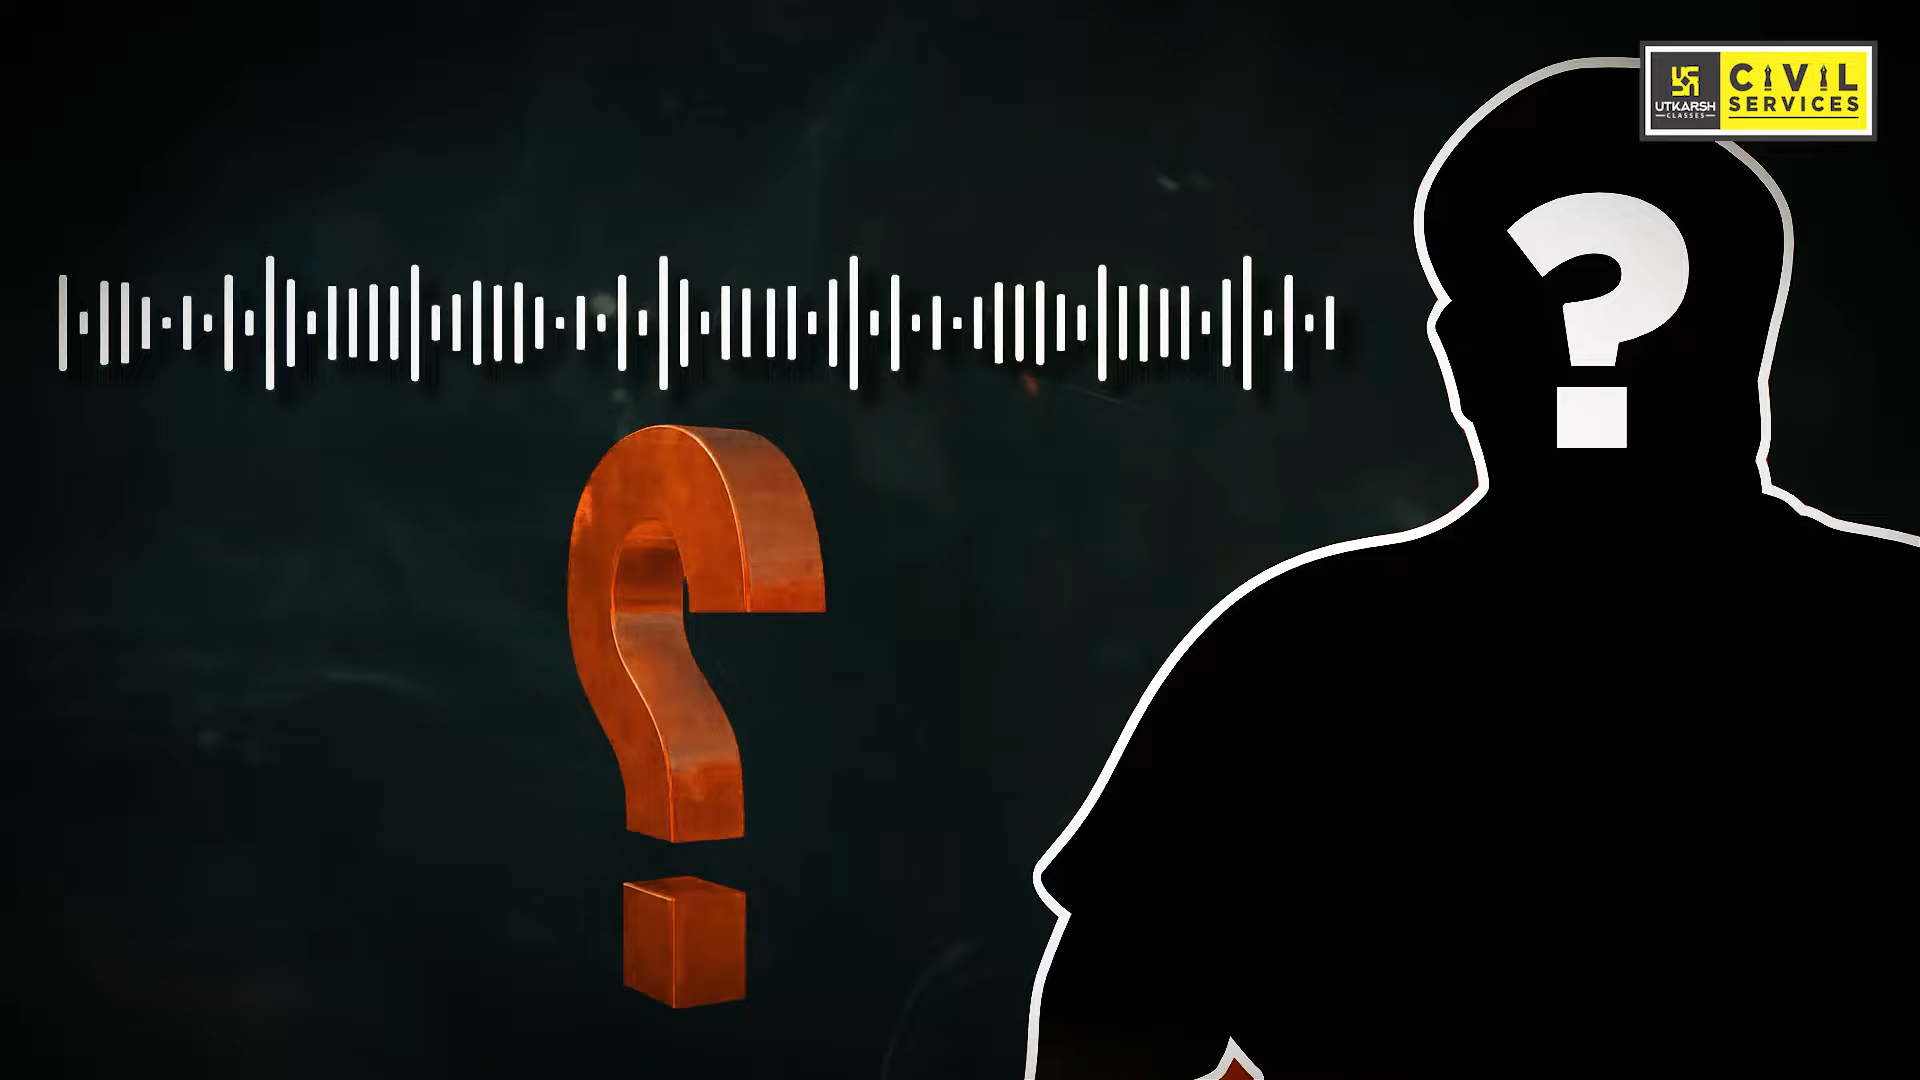 UTKARSH
CLASSES
CIVIL
SERVICES
?
?